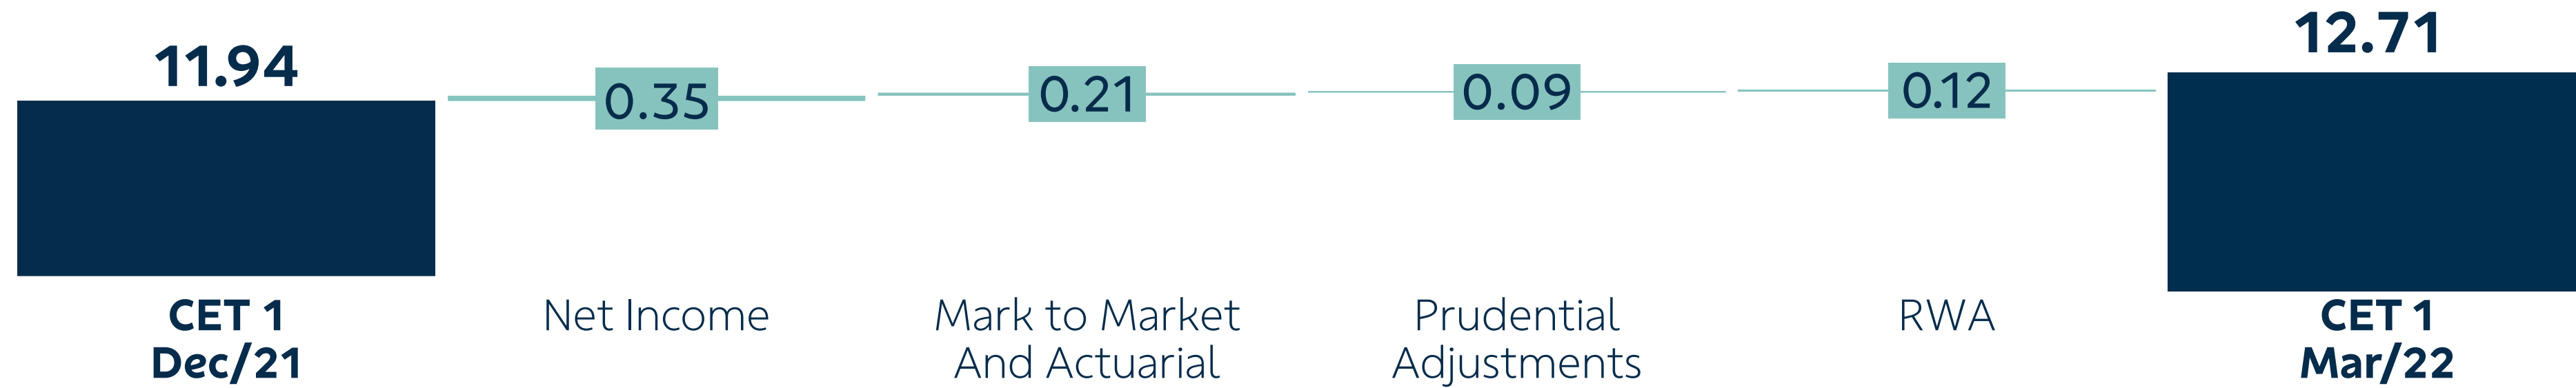 11.94
0.35
0.21
0.09
0.12
12.71
CET 1
Dec/21
Net Income
Mark to Market
And Actuarial
Prudential
Adjustments
RWA
CET 1
Mar/22